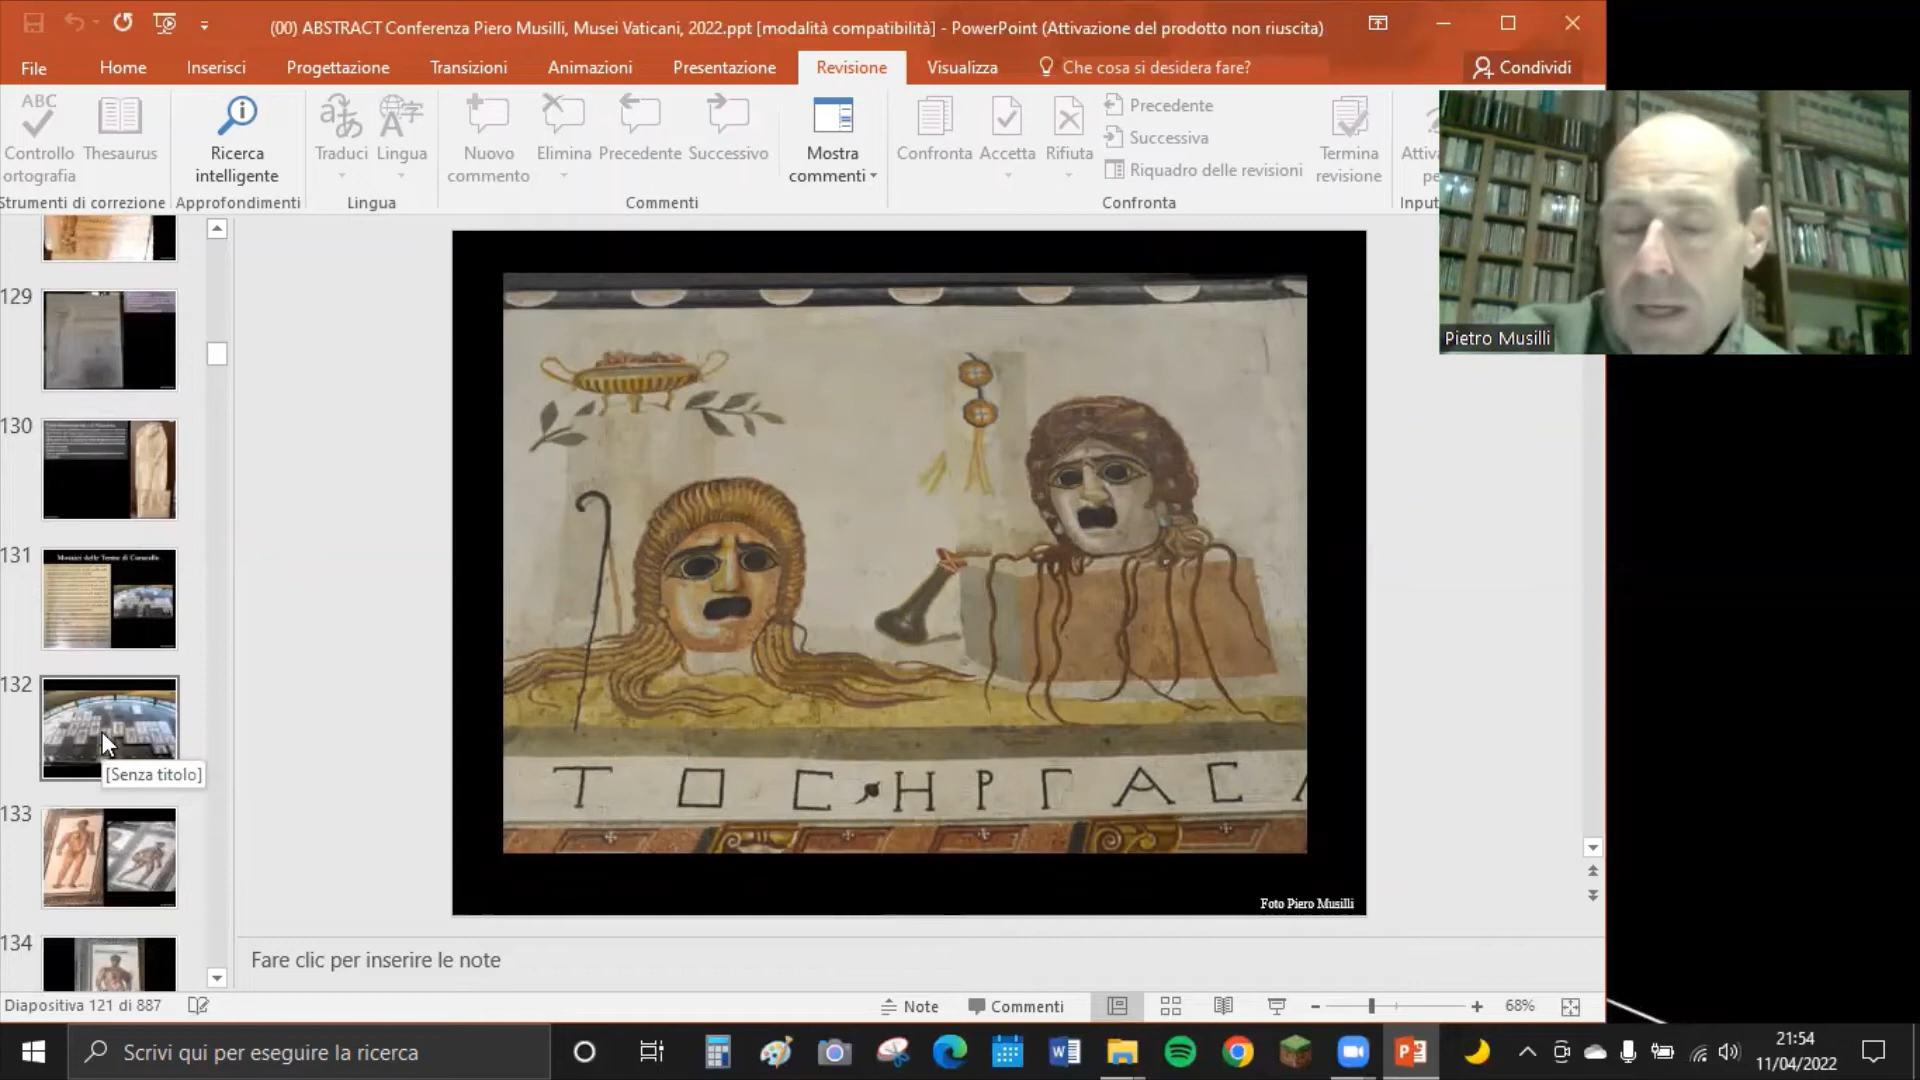 (00) ABSTRACT Conferenza Piero Musilli, Musei Vaticani, 2022.ppt [modalità compatibilità] - PowerPoint (Attivazione del prodotto non riuscita)
File Home Inserisci Progettazione Transizioni Animazioni Presentazione Revisione Visualizza Che cosa si desidera fare? Condividi
ABC
Controllo
ortografia
Thesaurus
Ricerca
intelligente
Traduci
Lingua
Nuovo
commento
Elimina
Precedente
Successivo
Mostra
commenti
Confronta
Accetta
Rifiuta
Precedente
Successiva
Riquadro delle revisioni
Termina
revisione
Strumenti di correzione Approfondimenti Lingua Commenti Confronta
Pietro Musilli
129
130
131
Mosaici delle Terme di Caracalla
132
[Senza titolo]
133
134
ΤΟϹ ΗΡΓΑϹ
Foto Piero Musilli
Fare clic per inserire le note
Diapositiva 121 di 887
Note Commenti 68%
Scrivi qui per eseguire la ricerca
21:54
11/04/2022